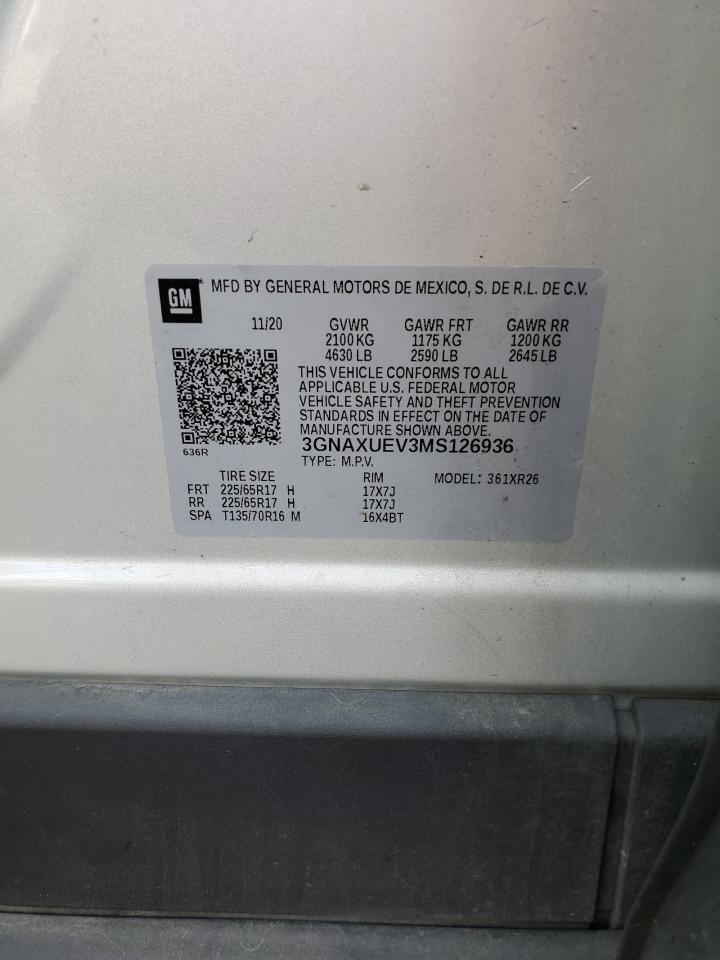 GM MFD BY GENERAL MOTORS DE MEXICO, S. DE R.L. DE C.V.
11/20 GVWR GAWR FRT GAWR RR
2100 KG 1175 KG 1200 KG
4630 LB 2590 LB 2645 LB
THIS VEHICLE CONFORMS TO ALL
APPLICABLE U.S. FEDERAL MOTOR
VEHICLE SAFETY AND THEFT PREVENTION
STANDARDS IN EFFECT ON THE DATE OF
MANUFACTURE SHOWN ABOVE.
3GNAXUEV3MS126936
636R
TYPE: M.P.V.
TIRE SIZE RIM MODEL: 361XR26
FRT 225/65R17 H 17X7J
RR 225/65R17 H 17X7J
SPA T135/70R16 M 16X4BT